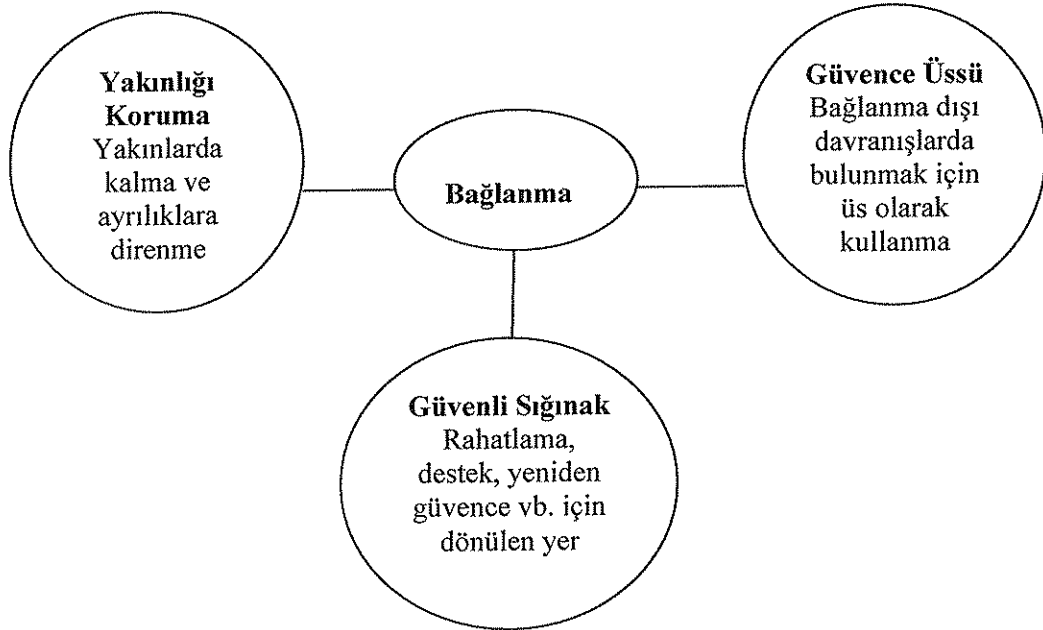 Yakınlığı
Koruma
Yakınlarda
kalma ve
ayrılıklara
direnme
Bağlanma
Güvence Üssü
Bağlanma dışı
davranışlarda
bulunmak için
üs olarak
kullanma
Güvenli Sığınak
Rahatlama,
destek, yeniden
güvence vb. için
dönülen yer